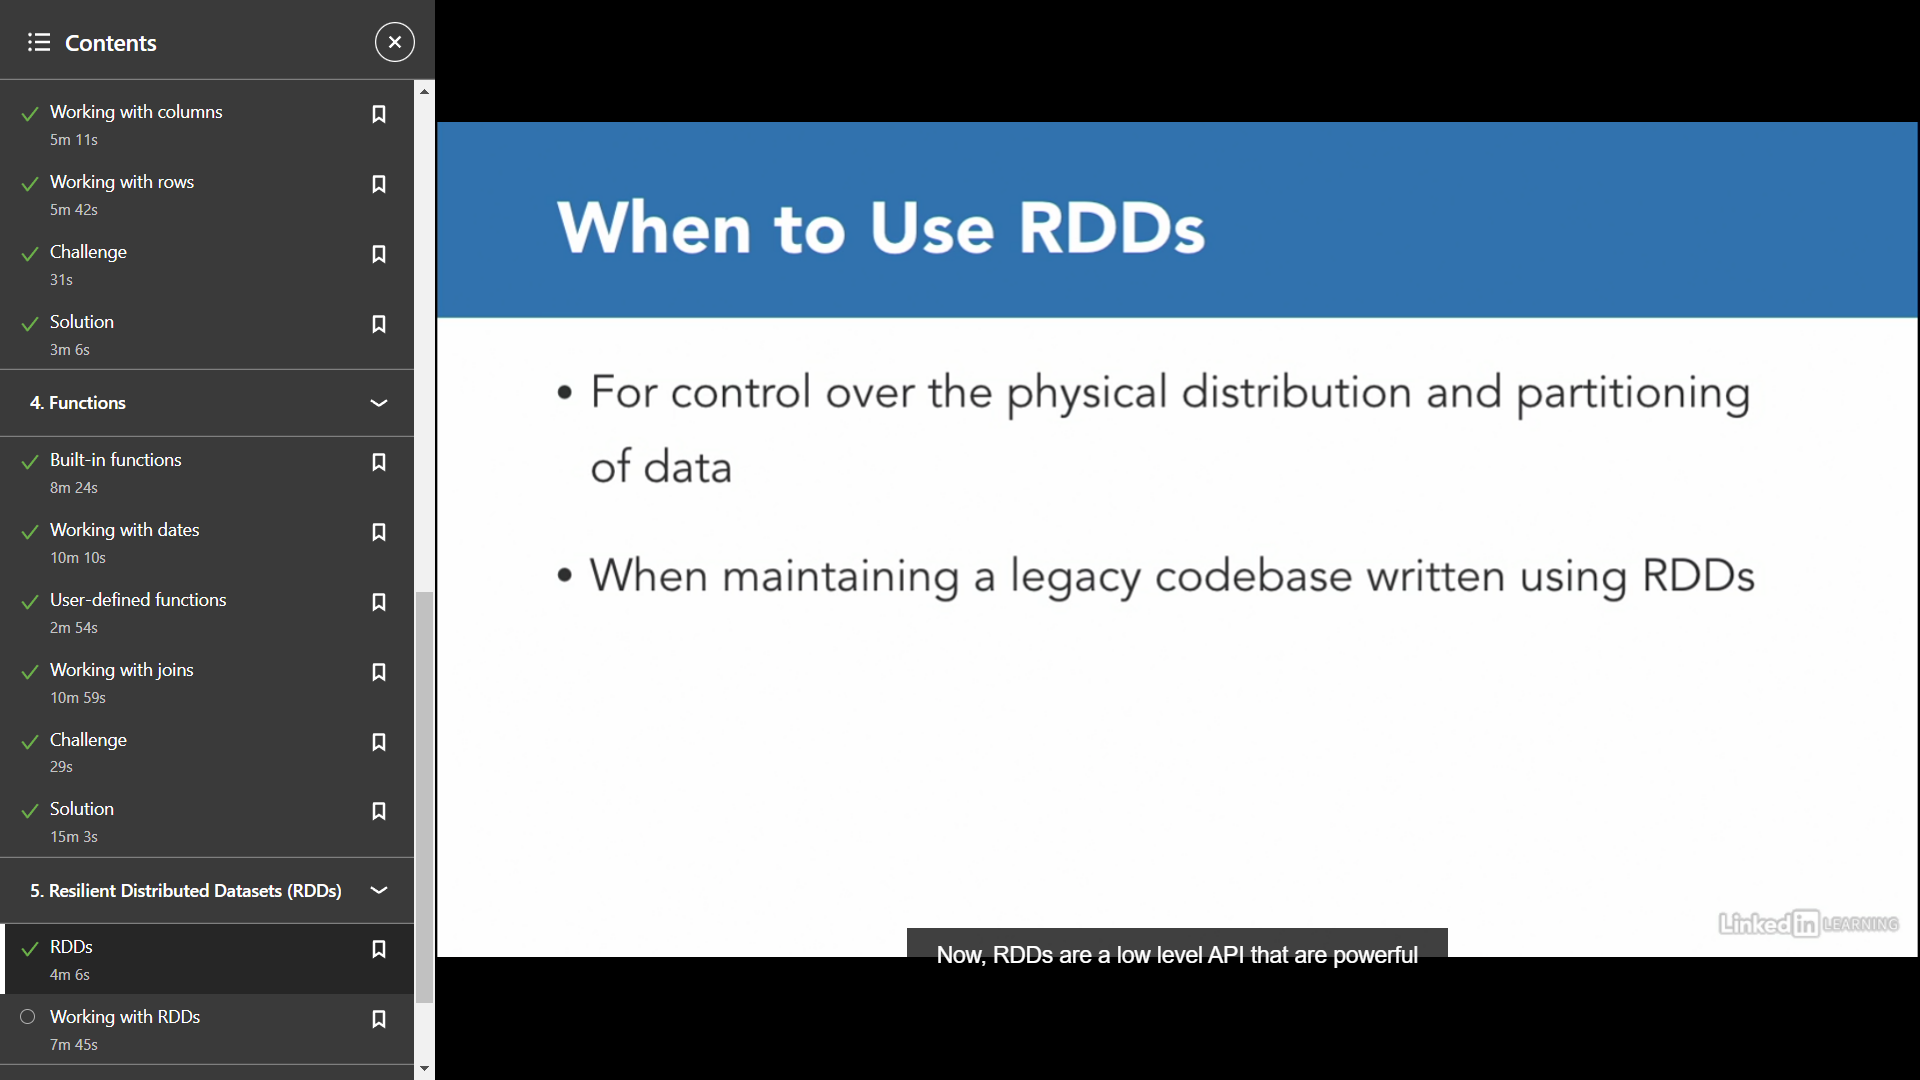 Contents
Working with columns
5m 11s
Working with rows
5m 42s
Challenge
31s
Solution
3m 6s
4. Functions
Built-in functions
8m 24s
Working with dates
10m 10s
User-defined functions
2m 54s
Working with joins
10m 59s
Challenge
29s
Solution
15m 3s
5. Resilient Distributed Datasets (RDDs)
RDDs
4m 6s
Working with RDDs
7m 45s
When to Use RDDs
• For control over the physical distribution and partitioning
of data
• When maintaining a legacy codebase written using RDDs
LinkedIn LEARNING
Now, RDDs are a low level API that are powerful